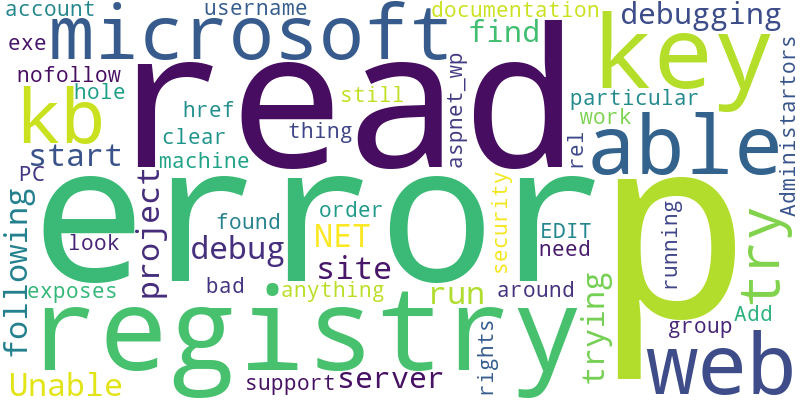 account
username
documentation
debugging
exe
microsoft
find
key
nofollow
hole
read
kb
href
still
aspnet_wp
particular
clear
thing
work
rel
able
Administartors
start
machine
PC
error
p
following
project
look
found
order
NET
security
EDIT
need
running
try
debug
site
exposes
bad
anything
run
around
trying
registry
Add
group
web
Unable
support
server
rights